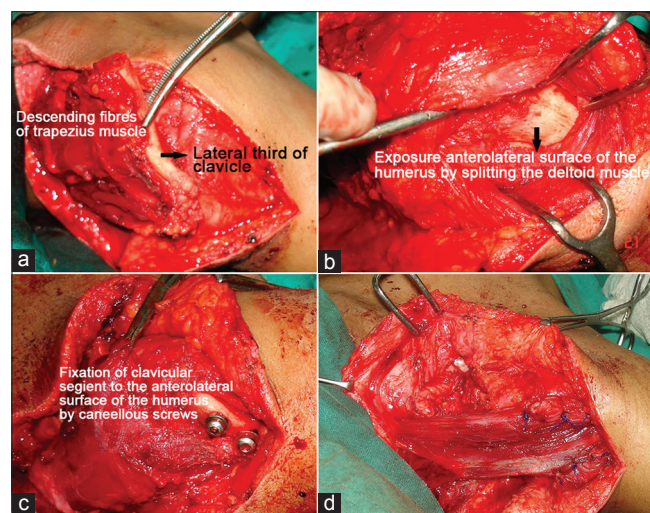 Descending fibres
of trapezius muscle
Lateral third of
clavicle
a
Exposure anterolateral surface of the
humerus by splitting the deltoid muscle
b
Fixation of clavicular
segient to the anterolateral
surface of the humerus
by caneellous screws
c
d